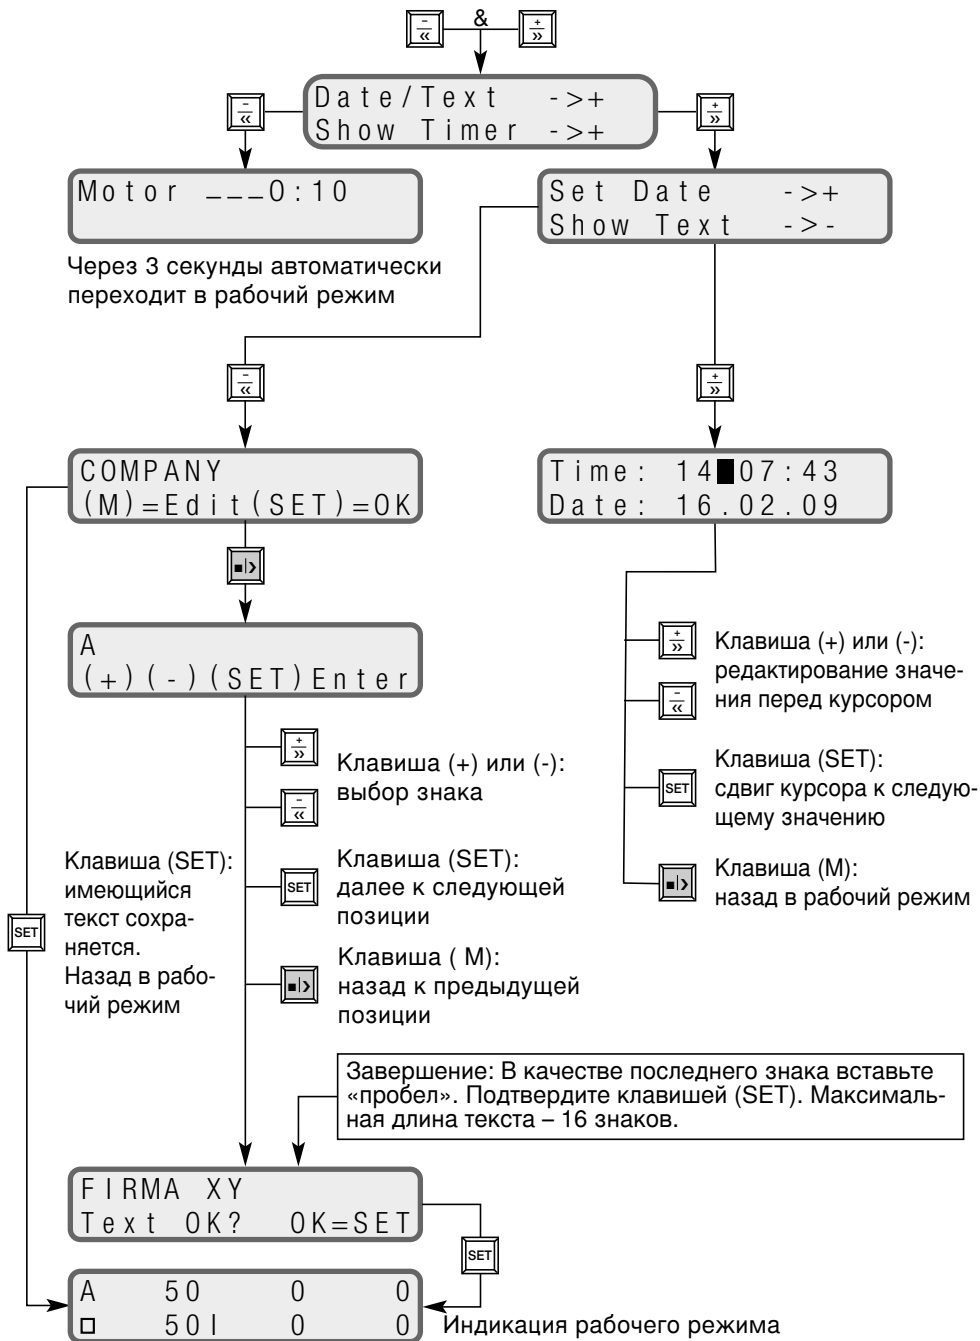 −
«
&
+
»
−
«
Date/Text ->+
Show Timer ->+
+
»
Motor ___0:10
Set Date ->+
Show Text ->-
Через 3 секунды автоматически
переходит в рабочий режим
−
«
+
»
COMPANY
(M)=Edit(SET)=OK
Time: 14 07:43
Date: 16.02.09
A
(+)(-)(SET)Enter
+
»
−
«
Клавиша (+) или (-):
редактирование значе-
ния перед курсором
SET
Клавиша (SET):
сдвиг курсора к следую-
щему значению
Клавиша (M):
назад в рабочий режим
+
»
−
«
Клавиша (+) или (-):
выбор знака
SET
Клавиша (SET):
далее к следующей
позиции
Клавиша ( M):
назад к предыдущей
позиции
SET
Клавиша (SET):
имеющийся
текст сохра-
няется.
Назад в рабо-
чий режим
Завершение: В качестве последнего знака вставьте
«пробел». Подтвердите клавишей (SET). Максималь-
ная длина текста – 16 знаков.
FIRMA XY
Text OK? OK=SET
SET
A 50 0 0
50I 0 0
Индикация рабочего режима